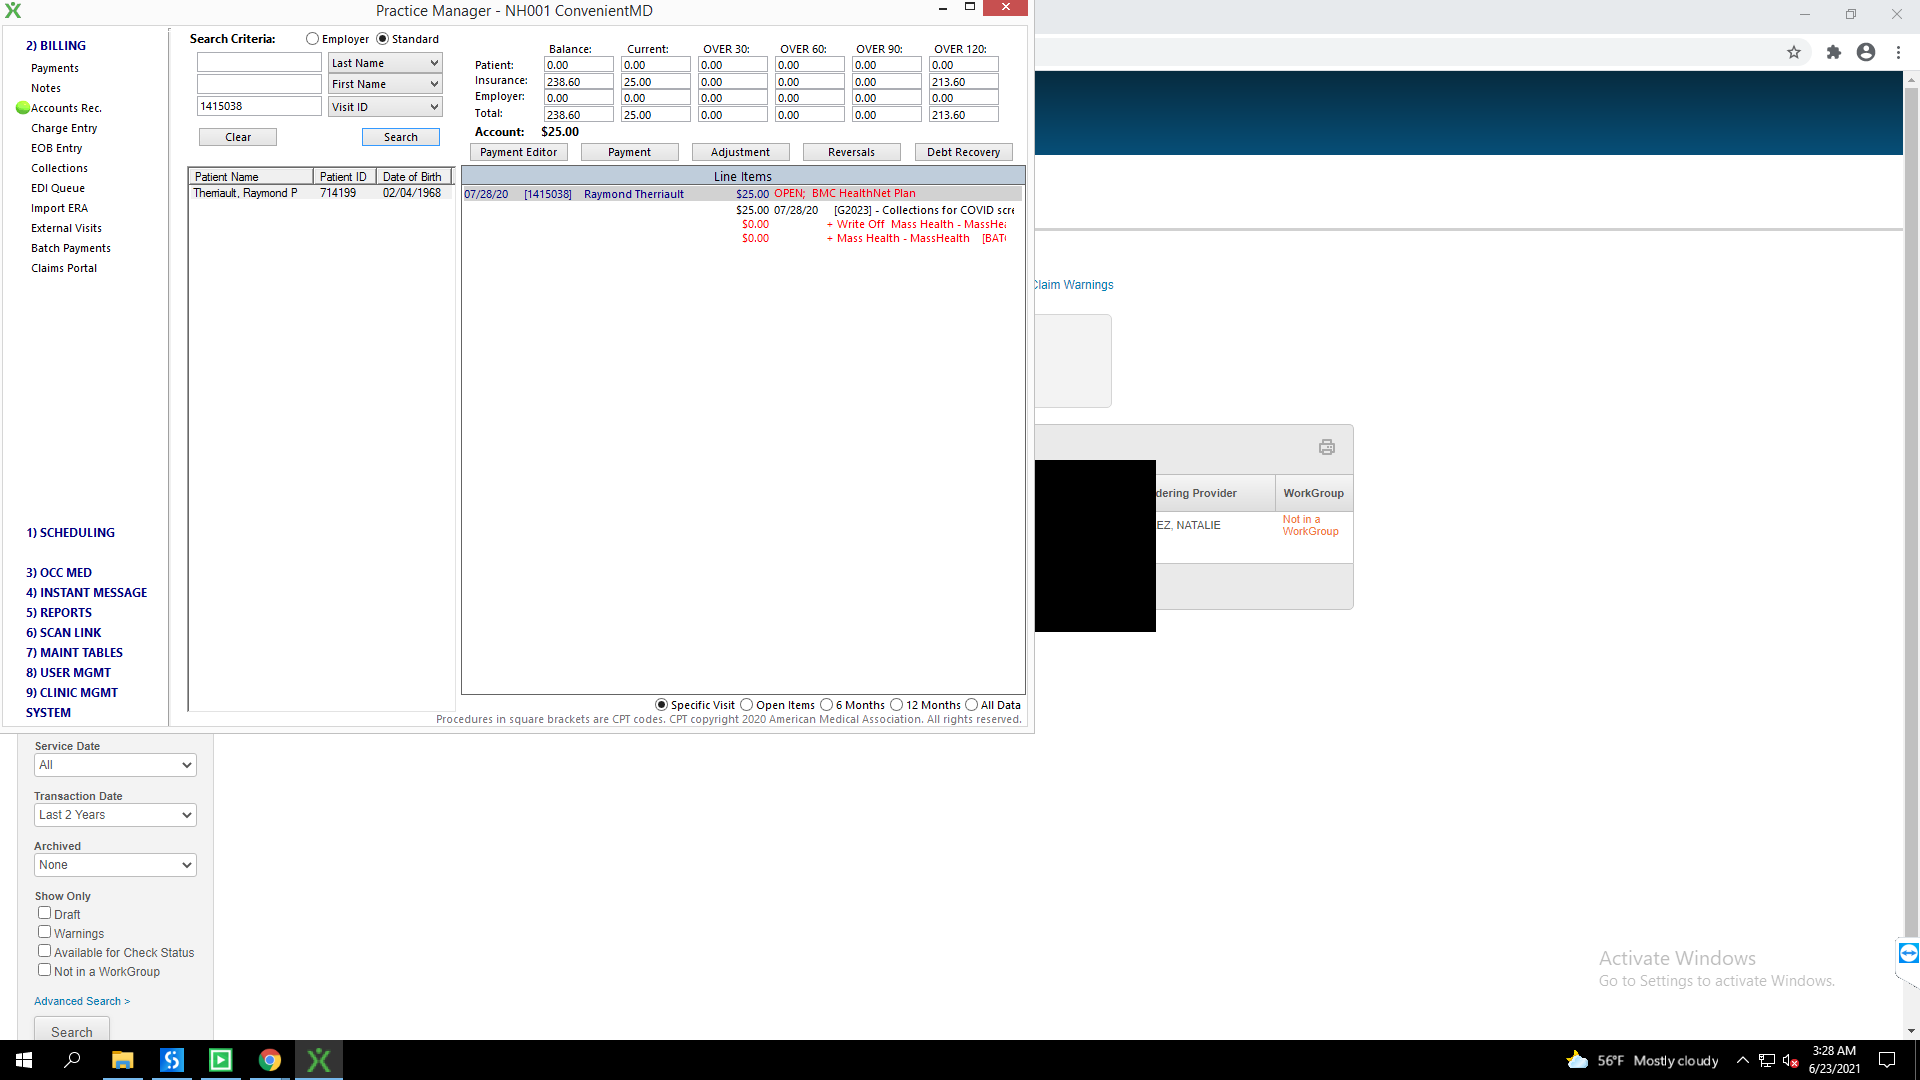 Practice Manager - NH001 ConvenientMD
2) BILLING
Payments
Notes
Accounts Rec.
Charge Entry
EOB Entry
Collections
EDI Queue
Import ERA
External Visits
Batch Payments
Claims Portal
1) SCHEDULING
3) OCC MED
4) INSTANT MESSAGE
5) REPORTS
6) SCAN LINK
7) MAINT TABLES
8) USER MGMT
9) CLINIC MGMT
SYSTEM
Search Criteria: Employer Standard
Last Name
First Name
1415038 Visit ID
Clear Search
Balance: Current: OVER 30: OVER 60: OVER 90: OVER 120:
Patient: 0.00 0.00 0.00 0.00 0.00 0.00
Insurance: 238.60 25.00 0.00 0.00 0.00 213.60
Employer: 0.00 0.00 0.00 0.00 0.00 0.00
Total: 238.60 25.00 0.00 0.00 0.00 213.60
Account: $25.00
Payment Editor Payment Adjustment Reversals Debt Recovery
Patient Name Patient ID Date of Birth
Therriault, Raymond P 714199 02/04/1968
Line Items
07/28/20 [1415038] Raymond Therriault $25.00 OPEN; BMC HealthNet Plan
$25.00 07/28/20 [G2023] - Collections for COVID scre
$0.00 + Write Off Mass Health - MassHea
$0.00 + Mass Health - MassHealth [BAT
Specific Visit Open Items 6 Months 12 Months All Data
Procedures in square brackets are CPT codes. CPT copyright 2020 American Medical Association. All rights reserved.
Claim Warnings
dering Provider WorkGroup
EZ, NATALIE Not in a
WorkGroup
Service Date
All
Transaction Date
Last 2 Years
Archived
None
Show Only
Draft
Warnings
Available for Check Status
Not in a WorkGroup
Advanced Search >
Search
Activate Windows
Go to Settings to activate Windows.
56°F Mostly cloudy
3:28 AM
6/23/2021